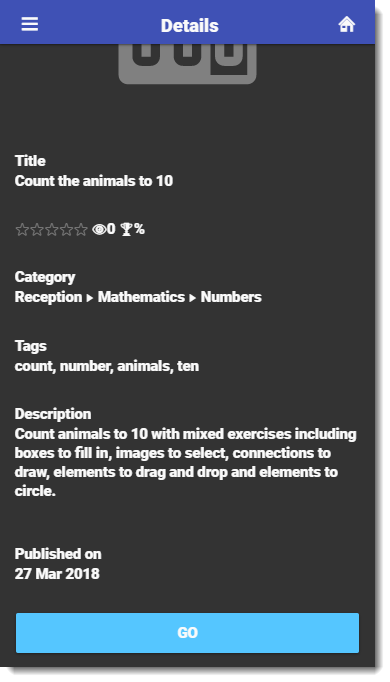 Details
Title
Count the animals to 10
0 %
Category
Reception ▸ Mathematics ▸ Numbers
Tags
count, number, animals, ten
Description
Count animals to 10 with mixed exercises including
boxes to fill in, images to select, connections to
draw, elements to drag and drop and elements to
circle.
Published on
27 Mar 2018
GO